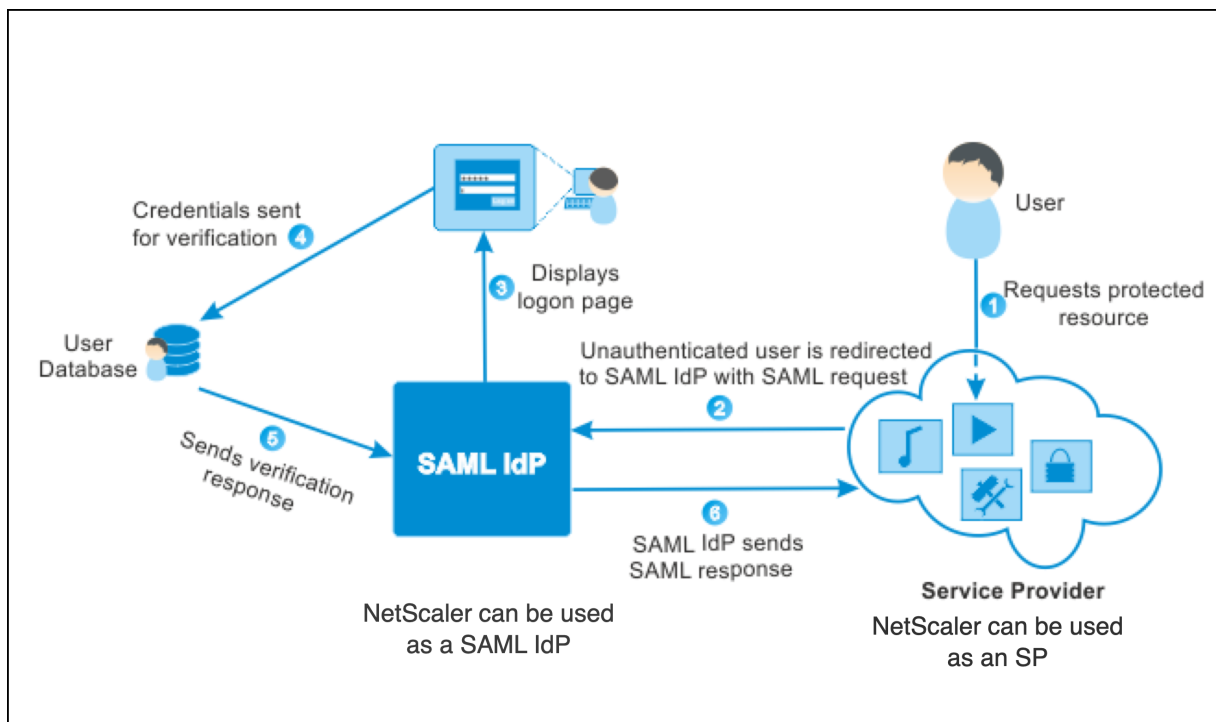 User
1
Requests protected
resource
Unauthenticated user is redirected
to SAML IdP with SAML request
2
3
Displays
logon page
Credentials sent
for verification
4
User
Database
5
Sends verification
response
SAML IdP
6
SAML IdP sends
SAML response
NetScaler can be used
as a SAML IdP
Service Provider
NetScaler can be used
as an SP